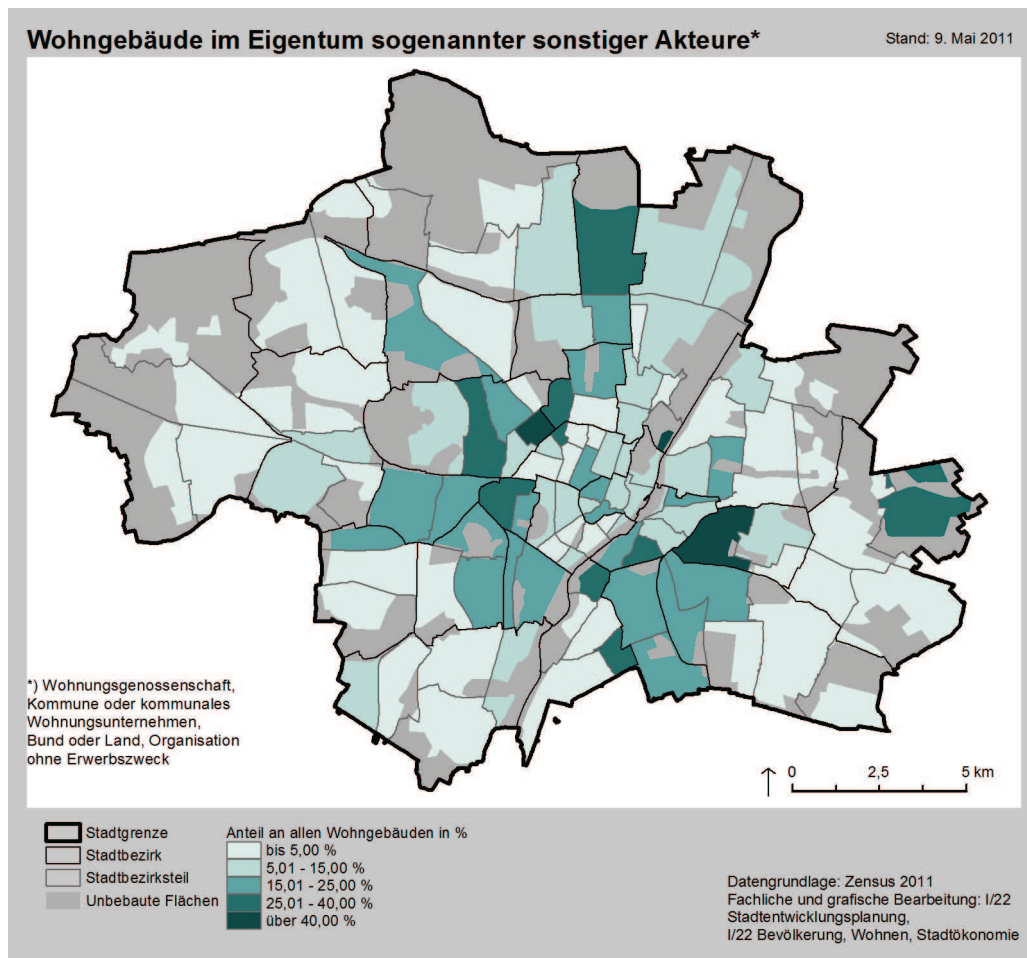 Wohngebäude im Eigentum sogenannter sonstiger Akteure*
Stand: 9. Mai 2011
*) Wohnungsgenossenschaft,
Kommune oder kommunales
Wohnungsunternehmen,
Bund oder Land, Organisation
ohne Erwerbszweck
0 2,5 5 km
Stadtgrenze
Stadtbezirk
Stadtbezirksteil
Unbebaute Flächen
Anteil an allen Wohngebäuden in %
bis 5,00 %
5,01 - 15,00 %
15,01 - 25,00 %
25,01 - 40,00 %
über 40,00 %
Datengrundlage: Zensus 2011
Fachliche und grafische Bearbeitung: I/22
Stadtentwicklungsplanung,
I/22 Bevölkerung, Wohnen, Stadtökonomie